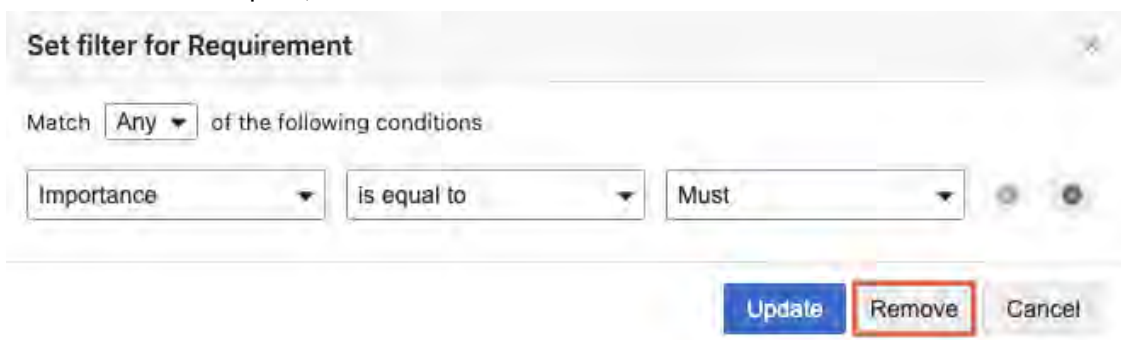 Set filter for Requirement
Match Any of the following conditions
Importance is equal to Must
Update Remove Cancel